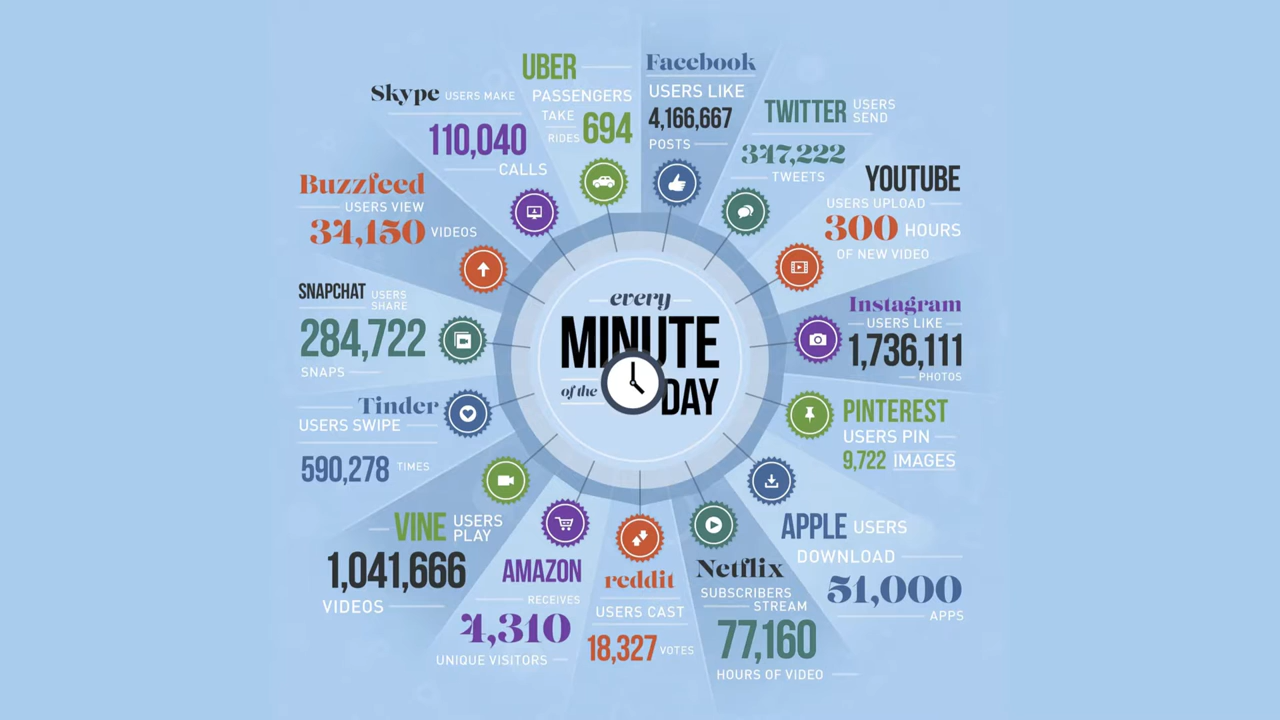 every
MINUTE
of the
DAY
Facebook
USERS LIKE
4,166,667
POSTS
TWITTER USERS SEND
347,222
TWEETS
YOUTUBE
USERS UPLOAD
300 HOURS
OF NEW VIDEO
Instagram
USERS LIKE
1,736,111
PHOTOS
PINTEREST
USERS PIN
9,722 IMAGES
APPLE USERS
DOWNLOAD
51,000
APPS
Netflix
SUBSCRIBERS
STREAM
77,160
HOURS OF VIDEO
reddit
USERS CAST
18,327 VOTES
AMAZON
RECEIVES
4,310
UNIQUE VISITORS
VINE USERS PLAY
1,041,666
VIDEOS
Tinder
USERS SWIPE
590,278 TIMES
SNAPCHAT USERS SHARE
284,722
SNAPS
Buzzfeed
USERS VIEW
34,150 VIDEOS
Skype USERS MAKE
110,040
CALLS
UBER
PASSENGERS
TAKE
RIDES 694